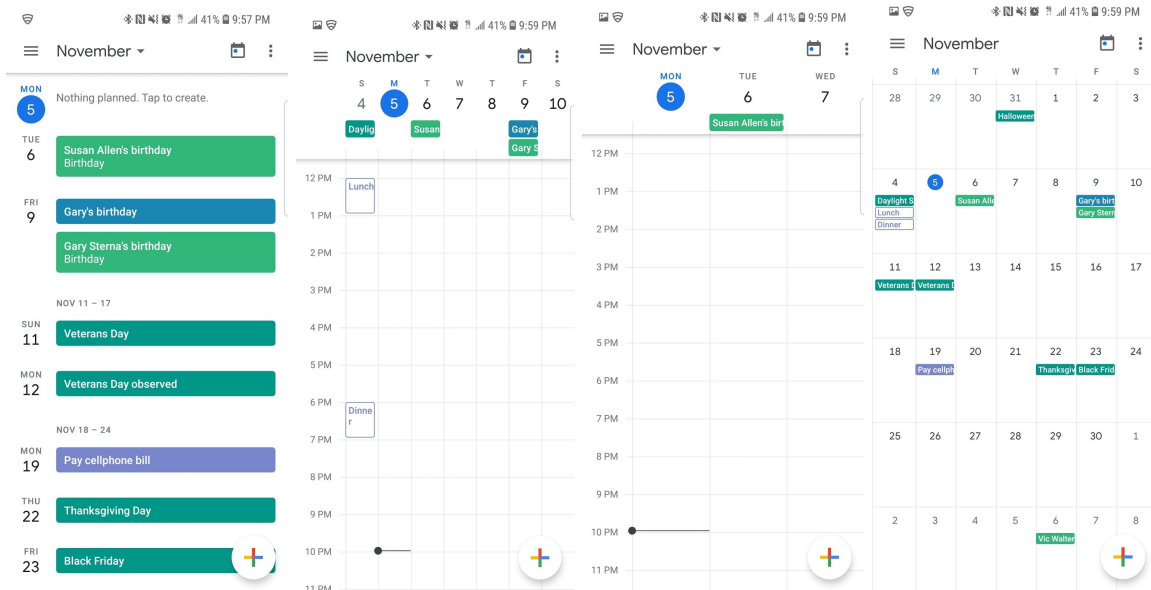 41% 9:57 PM
November
MON
5
Nothing planned. Tap to create.
TUE
6
Susan Allen's birthday
Birthday
FRI
9
Gary's birthday
Gary Sterna's birthday
Birthday
NOV 11 – 17
SUN
11
Veterans Day
MON
12
Veterans Day observed
NOV 18 – 24
MON
19
Pay cellphone bill
THU
22
Thanksgiving Day
FRI
23
Black Friday
41% 9:59 PM
November
S M T W T F S
4 5 6 7 8 9 10
Daylig Susan Gary's
Gary S
12 PM
Lunch
1 PM
2 PM
3 PM
4 PM
5 PM
6 PM
Dinne
r
7 PM
8 PM
9 PM
10 PM
11 PM
41% 9:59 PM
November
MON TUE WED
5 6 7
Susan Allen's birt
12 PM
1 PM
2 PM
3 PM
4 PM
5 PM
6 PM
7 PM
8 PM
9 PM
10 PM
11 PM
41% 9:59 PM
November
S M T W T F S
28 29 30 31 1 2 3
Halloween
4 5 6 7 8 9 10
Daylight S Susan Alle Gary's birt
Lunch Gary Stern
Dinner
11 12 13 14 15 16 17
Veterans D Veterans D
18 19 20 21 22 23 24
Pay cellph Thanksgiv Black Frid
25 26 27 28 29 30 1
2 3 4 5 6 7 8
Vic Walter